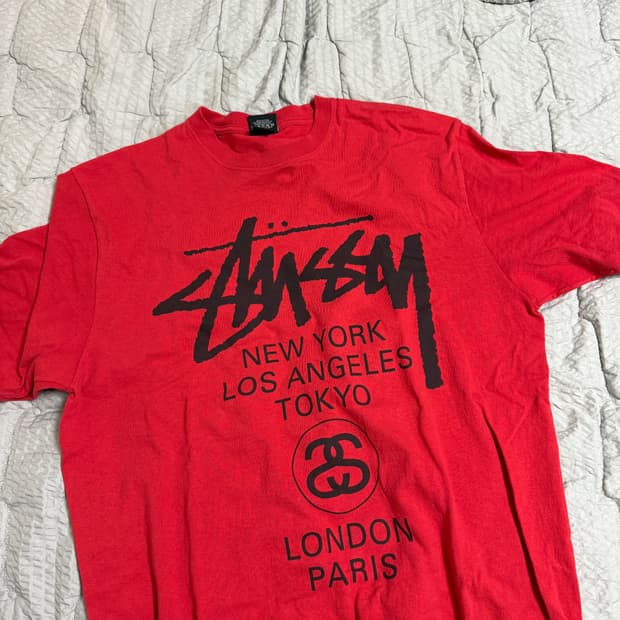 Stüssy
NEW YORK
LOS ANGELES
TOKYO
LONDON
PARIS